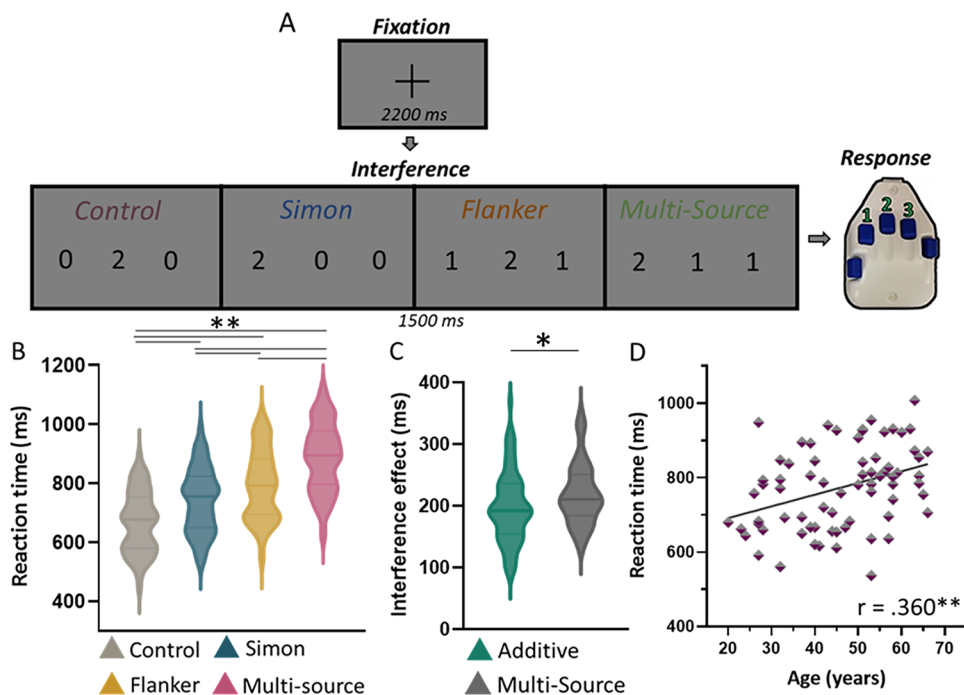 A
Fixation
2200 ms
Interference
Response
Control
Simon
Flanker
Multi-Source
0 2 0
2 0 0
1 2 1
2 1 1
1 2 3
1500 ms
B
**
Reaction time (ms)
1200
1000
800
600
400
Control
Simon
Flanker
Multi-source
C
*
Interference effect (ms)
400
300
200
100
0
Additive
Multi-Source
D
Reaction time (ms)
1000
800
600
400
20 30 40 50 60 70
r = .360**
Age (years)